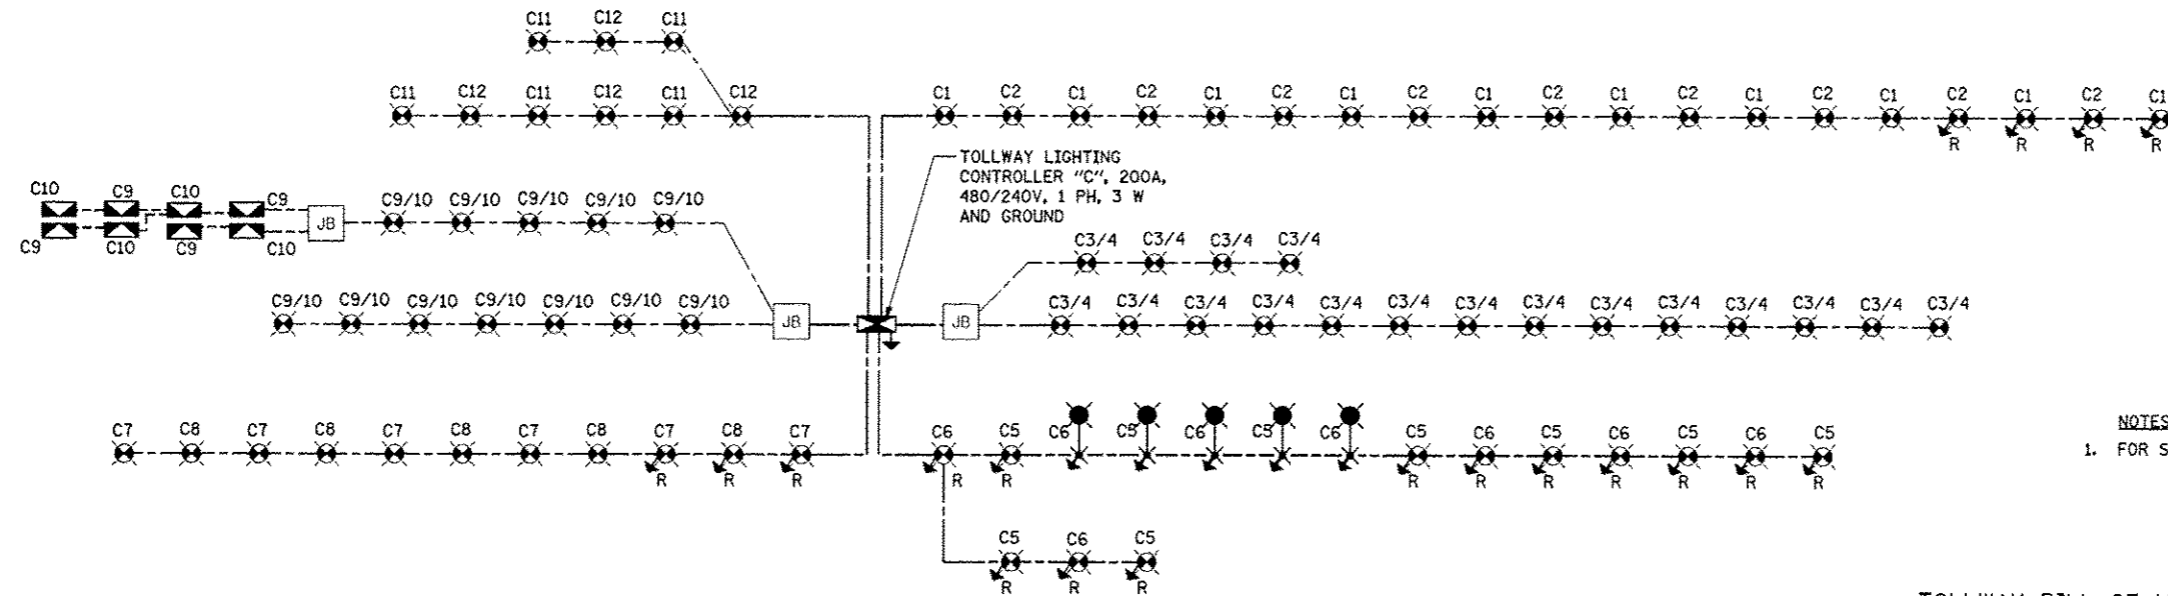 C11 C12 C11
C11 C12 C11 C12 C11 C12
C1 C2 C1 C2 C1 C2 C1 C2 C1 C2 C1 C2 C1 C2 C1 C2 C1 C2 C1
R R R R
TOLLWAY LIGHTING
CONTROLLER "C", 200A,
480/240V, 1 PH, 3 W
AND GROUND
C10 C9 C10 C9
JB
C9 C10 C9 C10
C9/10 C9/10 C9/10 C9/10 C9/10
C3/4 C3/4 C3/4 C3/4
C9/10 C9/10 C9/10 C9/10 C9/10 C9/10 C9/10
JB
JB
C3/4 C3/4 C3/4 C3/4 C3/4 C3/4 C3/4 C3/4 C3/4 C3/4 C3/4 C3/4 C3/4 C3/4
C7 C8 C7 C8 C7 C8 C7 C8 C7 C8 C7
R R R
C6 C5 C6 C5 C6 C5 C6 C5 C6 C5 C6 C5 C6 C5
R R R R R R R R R
C5 C6 C5
R R R
NOTES
1. FOR S